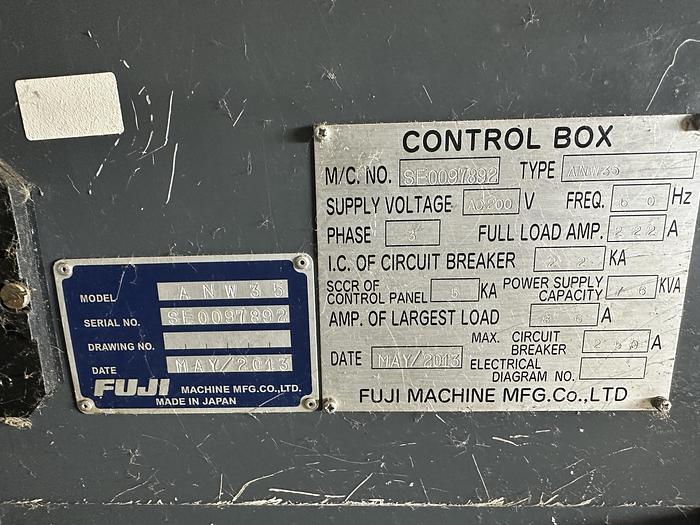 MODEL ANW35
SERIAL NO. SE0097892
DRAWING NO.
DATE MAY/2013
FUJI MACHINE MFG.CO.,LTD.
MADE IN JAPAN
CONTROL BOX
M/C. NO. SE0097892 TYPE ANW35
SUPPLY VOLTAGE AC200 V FREQ. 60 Hz
PHASE 3 FULL LOAD AMP. 222 A
I.C. OF CIRCUIT BREAKER 22 KA
SCCR OF CONTROL PANEL 5 KA POWER SUPPLY CAPACITY 76 KVA
AMP. OF LARGEST LOAD A
MAX. CIRCUIT BREAKER 250 A
DATE MAY/2013 ELECTRICAL DIAGRAM NO.
FUJI MACHINE MFG.Co.,LTD